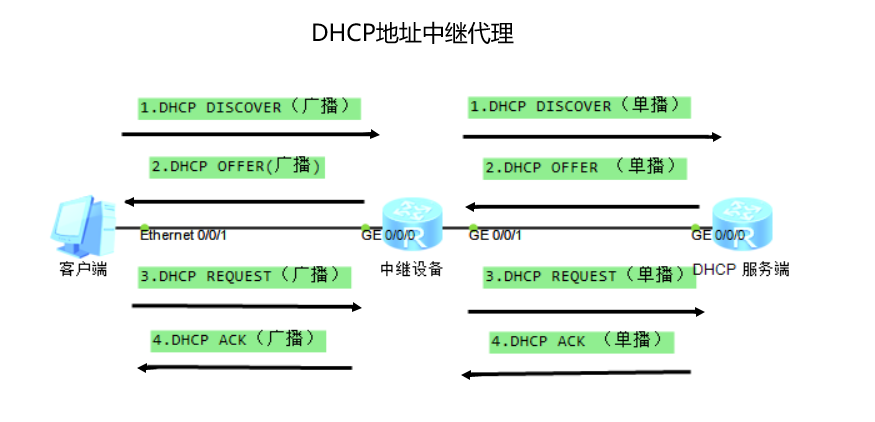 DHCP地址中继代理
1.DHCP DISCOVER（广播）
1.DHCP DISCOVER（单播）
2.DHCP OFFER(广播)
2.DHCP OFFER （单播）
Ethernet 0/0/1
GE 0/0/0
GE 0/0/1
GE 0/0/0
R
R
客户端
中继设备
DHCP 服务端
3.DHCP REQUEST（广播）
3.DHCP REQUEST（单播）
4.DHCP ACK（广播）
4.DHCP ACK （单播）